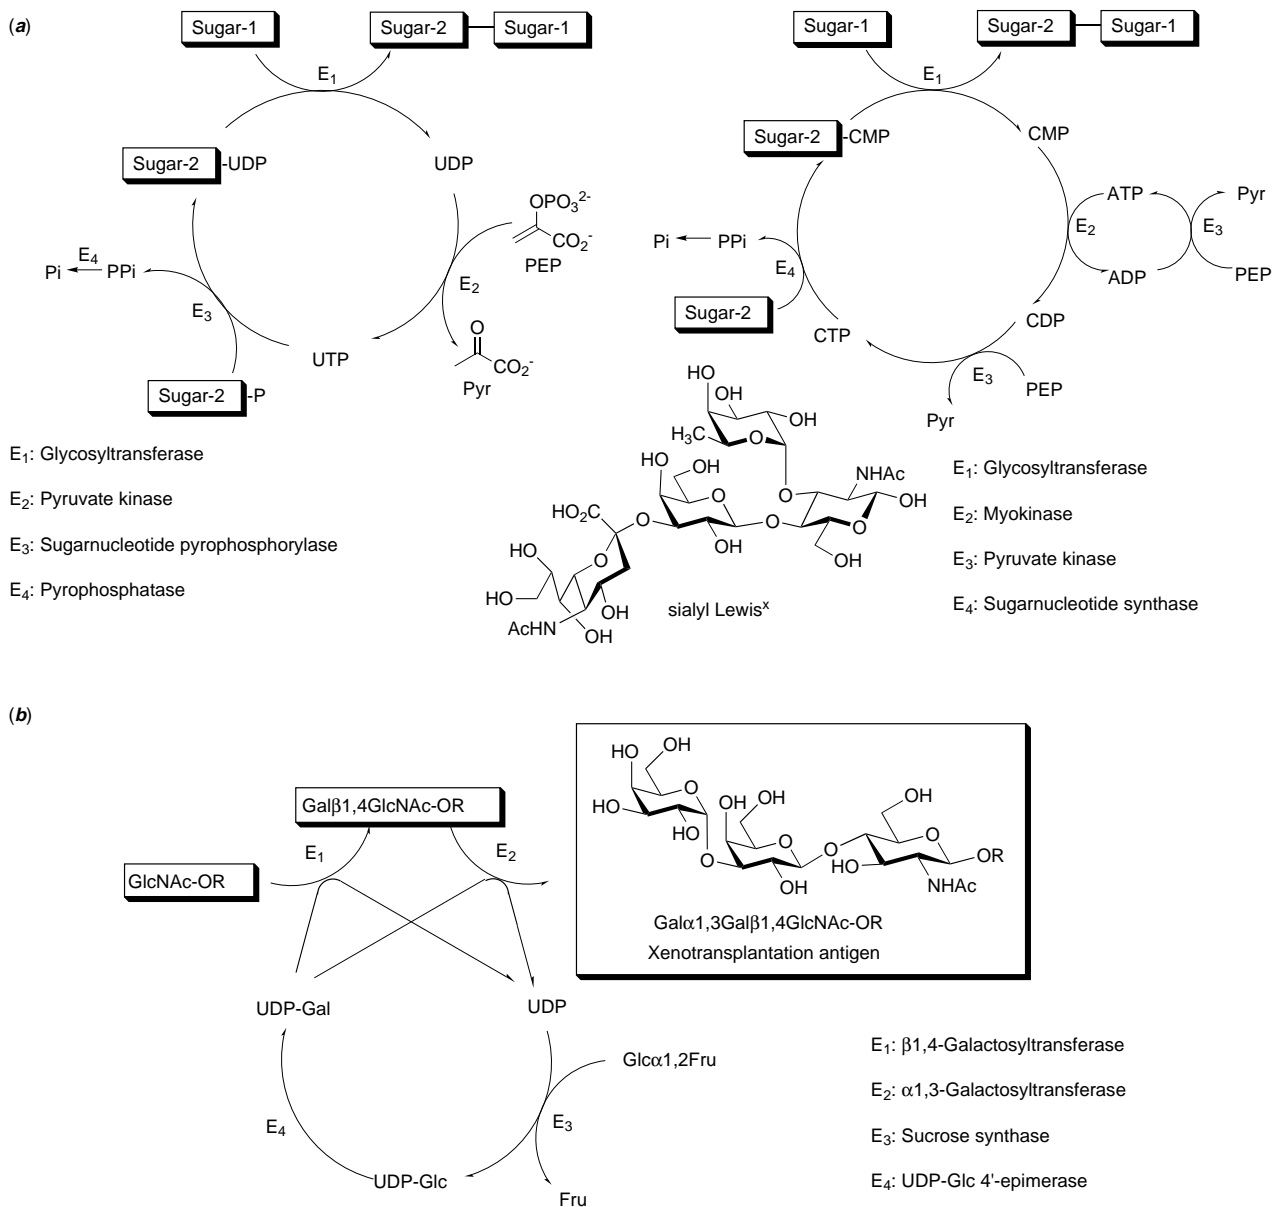 (a)
Sugar-1
Sugar-2
Sugar-1
E1
Sugar-2 -UDP
UDP
OPO3 2-
CO2-
PEP
E4
Pi
PPi
E3
E2
UTP
O
CO2-
Pyr
Sugar-2 -P
E1: Glycosyltransferase
E2: Pyruvate kinase
E3: Sugarnucleotide pyrophosphorylase
E4: Pyrophosphatase
Sugar-1
Sugar-2
Sugar-1
E1
Sugar-2 -CMP
CMP
ATP
Pyr
E2
E3
Pi
PPi
E4
ADP
PEP
Sugar-2
CTP
CDP
E3
PEP
Pyr
HO
OH
OH
H3C
O
HO
OH
NHAc
O
O
OH
HO2C
O
O
O
HO
OH
OH
O
HO
OH
AcHN
OH
sialyl Lewisx
E1: Glycosyltransferase
E2: Myokinase
E3: Pyruvate kinase
E4: Sugarnucleotide synthase
(b)
Galβ1,4GlcNAc-OR
E1
E2
GlcNAc-OR
UDP-Gal
UDP
Glcα1,2Fru
E4
E3
UDP-Glc
Fru
HO
OH
O
HO
HO
OH
OH
OH
O
O
O
O
OR
HO
OH
NHAc
Galα1,3Galβ1,4GlcNAc-OR
Xenotransplantation antigen
E1: β1,4-Galactosyltransferase
E2: α1,3-Galactosyltransferase
E3: Sucrose synthase
E4: UDP-Glc 4'-epimerase